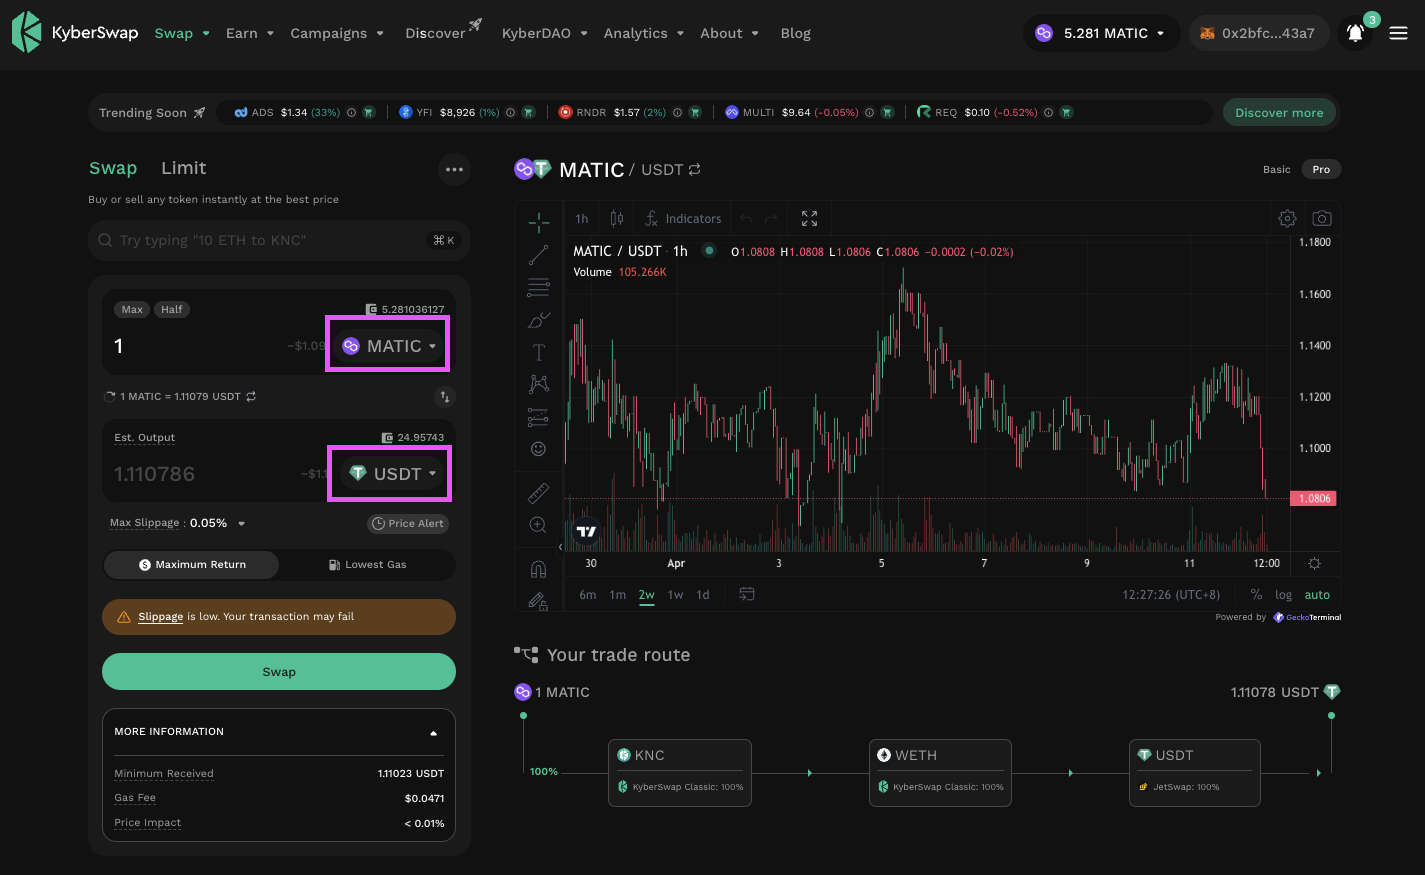 KyberSwap Swap Earn Campaigns Discover KyberDAO Analytics About Blog 5.281 MATIC 0x2bfc...43a7 3
Trending Soon ADS $1.34 (33%) YFI $8,926 (1%) RNDR $1.57 (2%) MULTI $9.64 (-0.05%) REQ $0.10 (-0.52%) Discover more
Swap Limit
Buy or sell any token instantly at the best price
Try typing "10 ETH to KNC" ⌘ K
Max Half 5.281036127
1 ~$1.09 MATIC
1 MATIC = 1.11079 USDT
Est. Output 24.95743
1.110786 ~$1.1 USDT
Max Slippage : 0.05% Price Alert
Maximum Return Lowest Gas
Slippage is low. Your transaction may fail
Swap
MORE INFORMATION
Minimum Received 1.11023 USDT
Gas Fee $0.0471
Price Impact < 0.01%
MATIC / USDT Basic Pro
1h Indicators
MATIC / USDT · 1h O1.0808 H1.0808 L1.0806 C1.0806 −0.0002 (−0.02%)
Volume 105.266K
1.1800
1.1600
1.1400
1.1200
1.1000
1.0806
30 Apr 3 5 7 9 11 12:00
6m 1m 2w 1w 1d 12:27:26 (UTC+8) % log auto
Powered by GeckoTerminal
Your trade route
1 MATIC 1.11078 USDT
100%
KNC
KyberSwap Classic: 100%
WETH
KyberSwap Classic: 100%
USDT
JetSwap: 100%